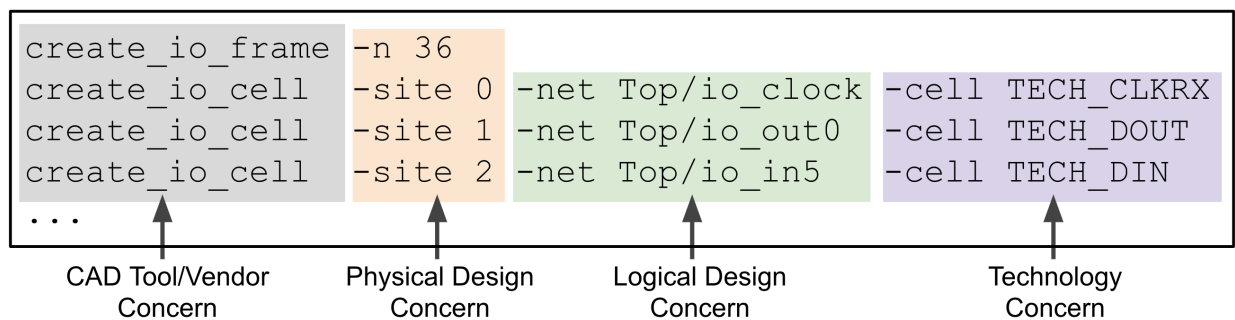 create_io_frame -n 36
create_io_cell -site 0 -net Top/io_clock -cell TECH_CLKRX
create_io_cell -site 1 -net Top/io_out0 -cell TECH_DOUT
create_io_cell -site 2 -net Top/io_in5 -cell TECH_DIN
...
CAD Tool/Vendor Concern
Physical Design Concern
Logical Design Concern
Technology Concern